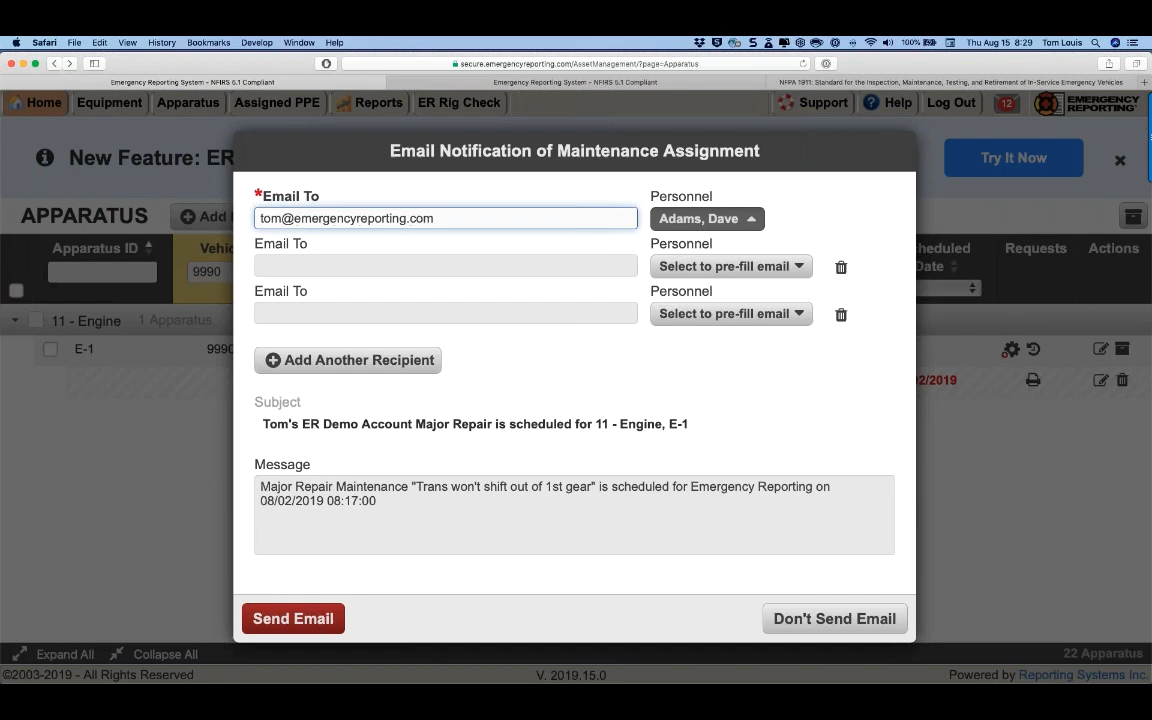 Safari File Edit View History Bookmarks Develop Window Help 100% Thu Aug 15 8:29 Tom Louis
secure.emergencyreporting.com/AssetManagement/?page=Apparatus
Emergency Reporting System - NFIRS 5.1 Compliant Emergency Reporting System - NFIRS 5.1 Compliant NFPA 1911: Standard for the Inspection, Maintenance, Testing, and Retirement of In-Service Emergency Vehicles
Home Equipment Apparatus Assigned PPE Reports ER Rig Check Support Help Log Out 12 EMERGENCY REPORTING
New Feature: ER Try It Now
Email Notification of Maintenance Assignment
*Email To Personnel
tom@emergencyreporting.com Adams, Dave
Email To Personnel
Select to pre-fill email
Email To Personnel
Select to pre-fill email
Add Another Recipient
Subject
Tom's ER Demo Account Major Repair is scheduled for 11 - Engine, E-1
Message
Major Repair Maintenance "Trans won't shift out of 1st gear" is scheduled for Emergency Reporting on
08/02/2019 08:17:00
Send Email Don't Send Email
APPARATUS Add
Apparatus ID Vehic heduled Date Requests Actions
9990
11 - Engine 1 Apparatus
E-1 9990
2/2019
Expand All Collapse All 22 Apparatus
©2003-2019 - All Rights Reserved V. 2019.15.0 Powered by Reporting Systems Inc.